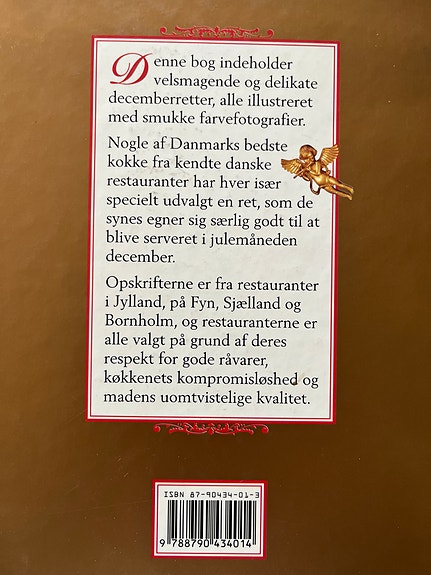 Denne bog indeholder
velsmagende og delikate
decemberretter, alle illustreret
med smukke farvefotografier.
Nogle af Danmarks bedste
kokke fra kendte danske
restauranter har hver især
specielt udvalgt en ret, som de
synes egner sig særlig godt til at
blive serveret i julemåneden
december.
Opskrifterne er fra restauranter
i Jylland, på Fyn, Sjælland og
Bornholm, og restauranterne er
alle valgt på grund af deres
respekt for gode råvarer,
køkkenets kompromisløshed og
madens uomtvistelige kvalitet.
ISBN 87-90434-01-3
9 788790 434014